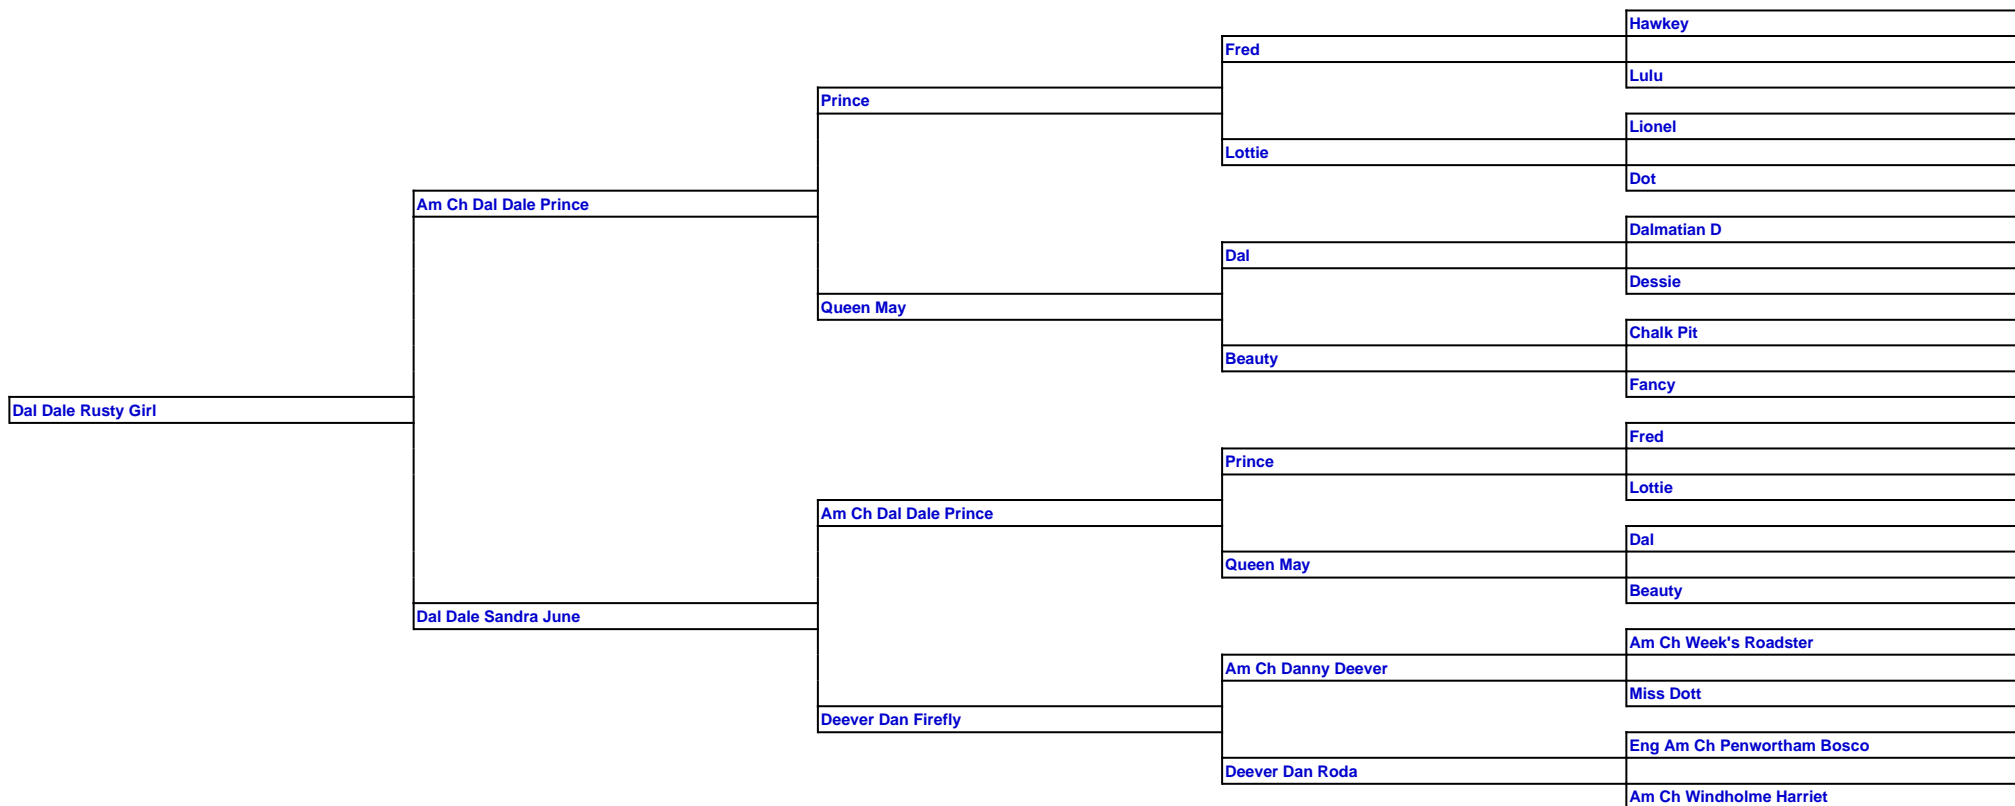 Hawkey
Fred
Lulu
Prince
Lionel
Lottie
Dot
Am Ch Dal Dale Prince
Dalmatian D
Dal
Dessie
Queen May
Chalk Pit
Beauty
Fancy
Dal Dale Rusty Girl
Fred
Prince
Lottie
Am Ch Dal Dale Prince
Dal
Queen May
Beauty
Dal Dale Sandra June
Am Ch Week's Roadster
Am Ch Danny Deever
Miss Dott
Deever Dan Firefly
Eng Am Ch Penwortham Bosco
Deever Dan Roda
Am Ch Windholme Harriet